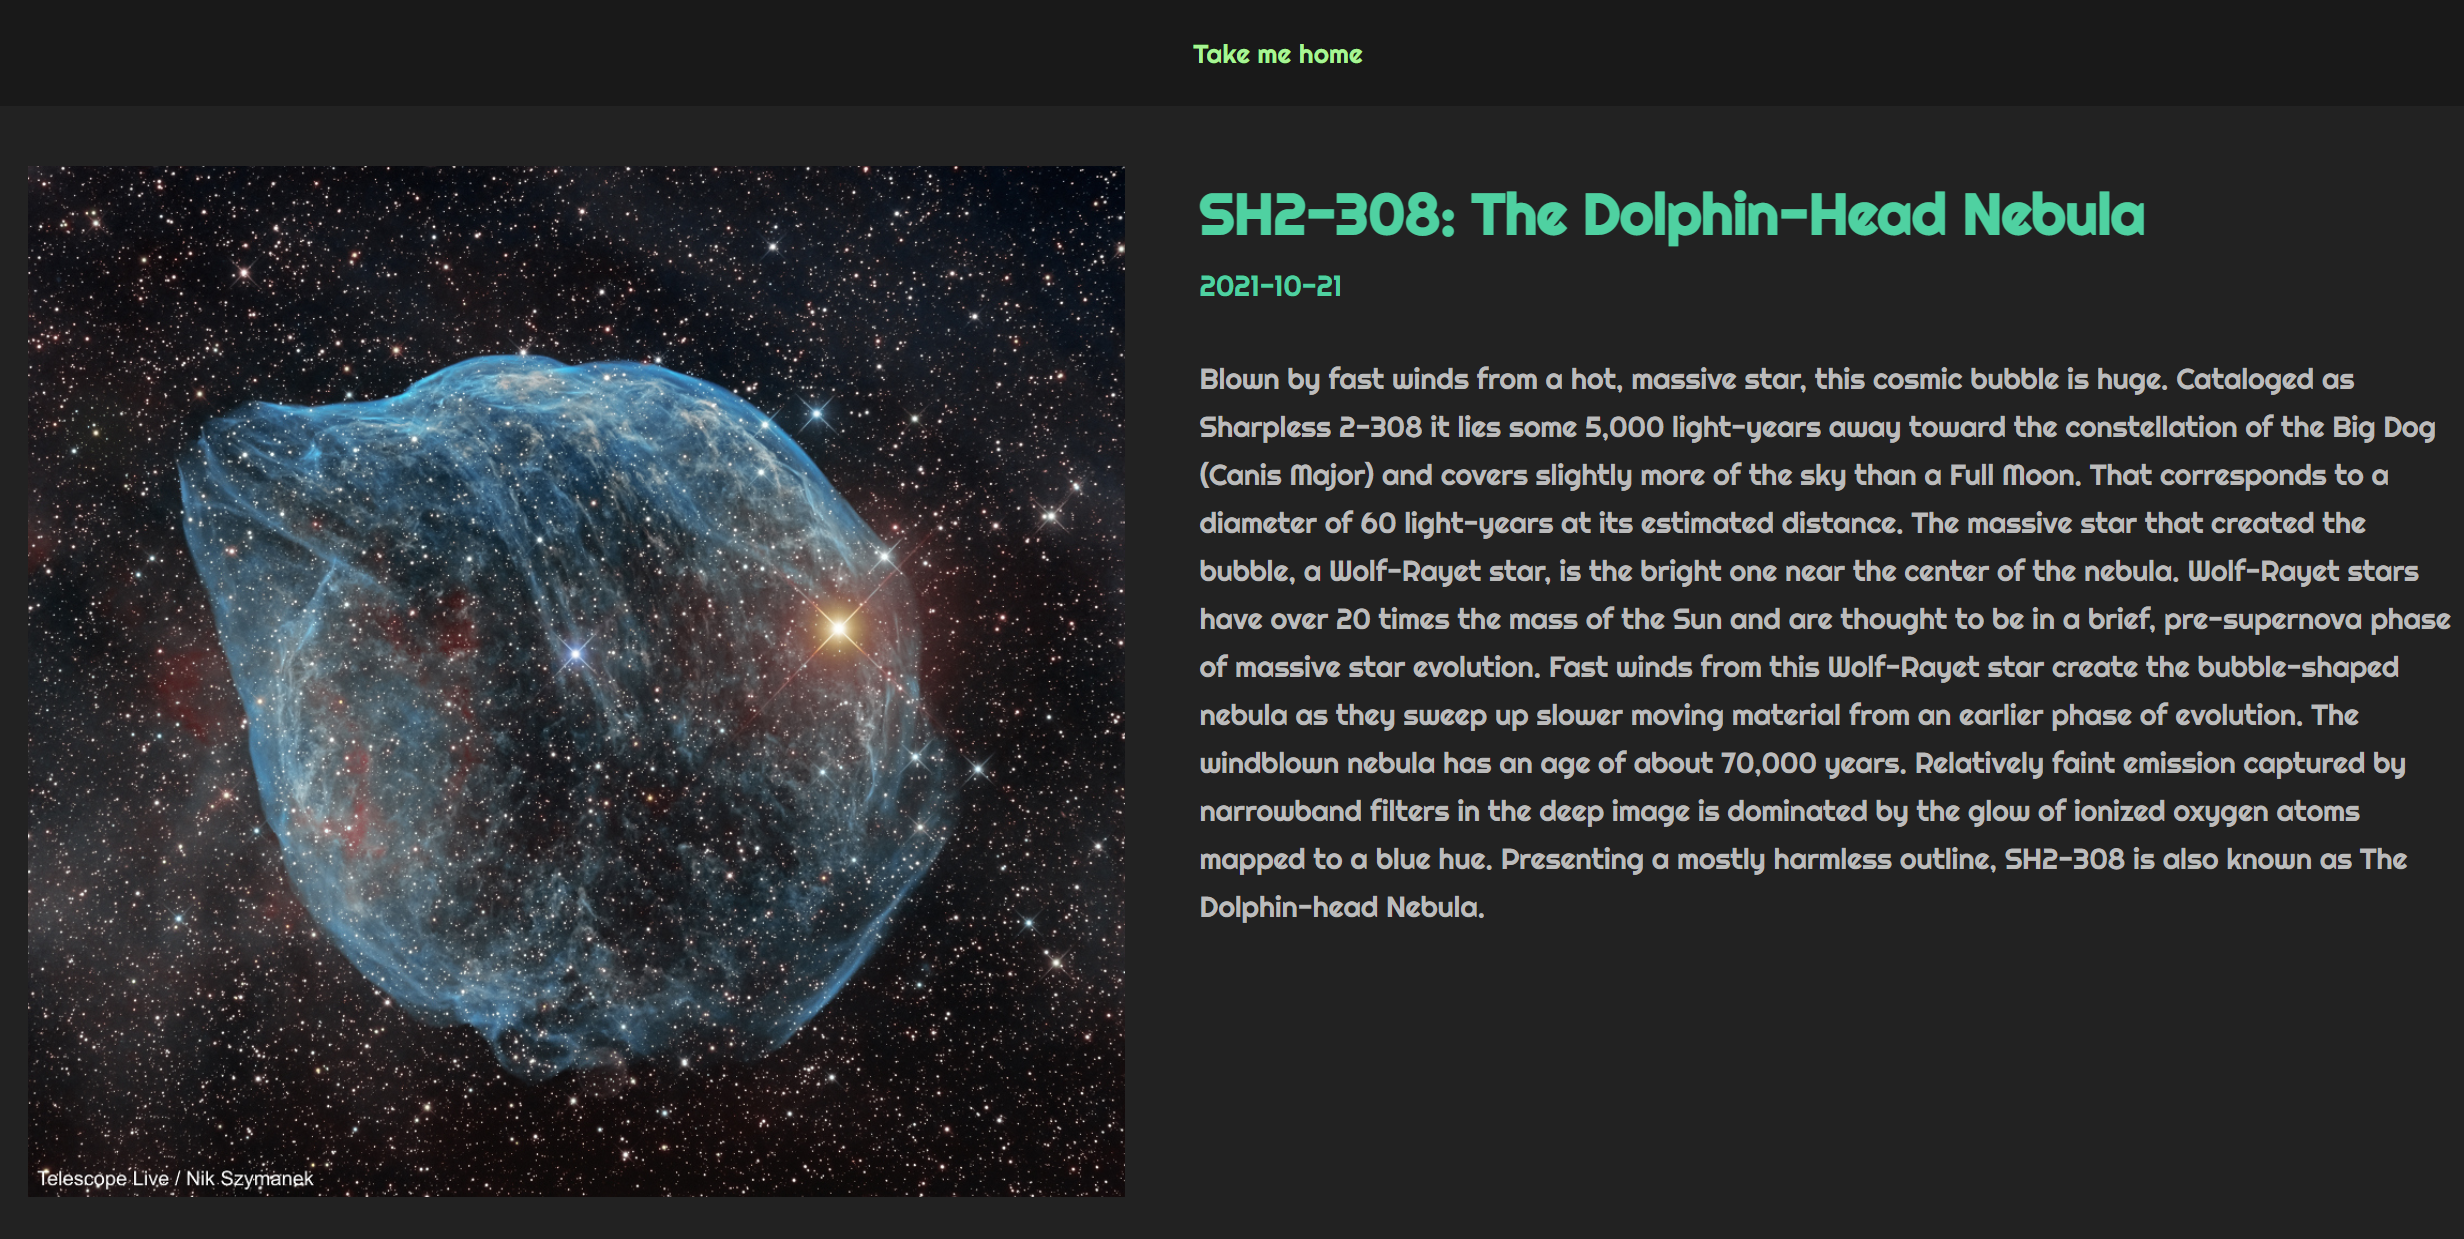 Take me home
SH2-308: The Dolphin-Head Nebula
2021-10-21
Blown by fast winds from a hot, massive star, this cosmic bubble is huge. Cataloged as
Sharpless 2-308 it lies some 5,000 light-years away toward the constellation of the Big Dog
(Canis Major) and covers slightly more of the sky than a Full Moon. That corresponds to a
diameter of 60 light-years at its estimated distance. The massive star that created the
bubble, a Wolf-Rayet star, is the bright one near the center of the nebula. Wolf-Rayet stars
have over 20 times the mass of the Sun and are thought to be in a brief, pre-supernova phase
of massive star evolution. Fast winds from this Wolf-Rayet star create the bubble-shaped
nebula as they sweep up slower moving material from an earlier phase of evolution. The
windblown nebula has an age of about 70,000 years. Relatively faint emission captured by
narrowband filters in the deep image is dominated by the glow of ionized oxygen atoms
mapped to a blue hue. Presenting a mostly harmless outline, SH2-308 is also known as The
Dolphin-head Nebula.
Telescope Live / Nik Szymanek